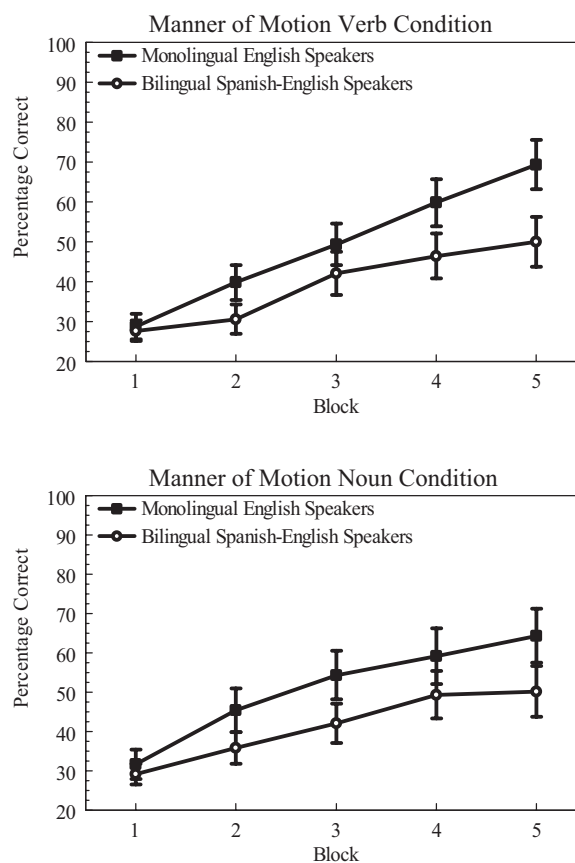 Manner of Motion Verb Condition
100
Monolingual English Speakers
90
Bilingual Spanish-English Speakers
80
70
60
50
40
30
20
Percentage Correct
1 2 3 4 5
Block
Manner of Motion Noun Condition
100
Monolingual English Speakers
90
Bilingual Spanish-English Speakers
80
70
60
50
40
30
20
Percentage Correct
1 2 3 4 5
Block